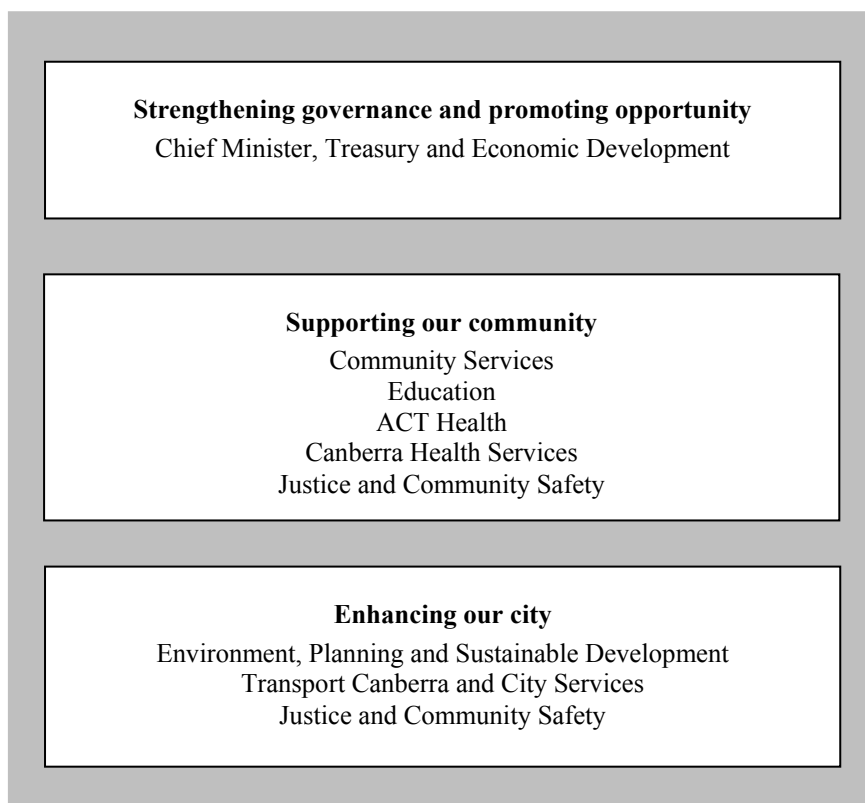 Strengthening governance and promoting opportunity
Chief Minister, Treasury and Economic Development
Supporting our community
Community Services
Education
ACT Health
Canberra Health Services
Justice and Community Safety
Enhancing our city
Environment, Planning and Sustainable Development
Transport Canberra and City Services
Justice and Community Safety